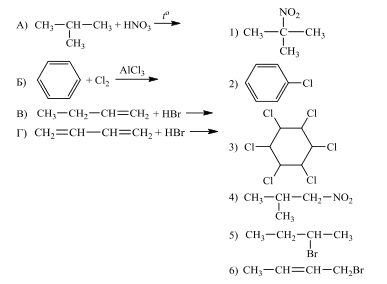 А) CH₃—CH—CH₃ + HNO₃ —t°→
CH₃
Б) + Cl₂ —AlCl₃→
В) CH₃—CH₂—CH=CH₂ + HBr →
Г) CH₂=CH—CH=CH₂ + HBr →
NO₂
1) CH₃—C—CH₃
CH₃
2) Cl
Cl Cl
3) Cl Cl
Cl Cl
4) CH₃—CH—CH₂—NO₂
CH₃
5) CH₃—CH₂—CH—CH₃
Br
6) CH₃—CH=CH—CH₂Br